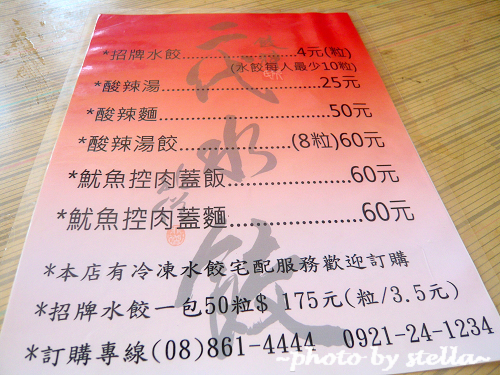 二代水餃
*招牌水餃....................4元(粒)
(水餃每人最少10粒)
*酸辣湯......................25元
*酸辣麵......................50元
*酸辣湯餃................(8粒)60元
*魷魚控肉蓋飯................60元
*魷魚控肉蓋麵................60元
*本店有冷凍水餃宅配服務歡迎訂購
*招牌水餃一包50粒$ 175元(粒/3.5元)
*訂購專線(08)861-4444 0921-24-1234
~photo by stella~